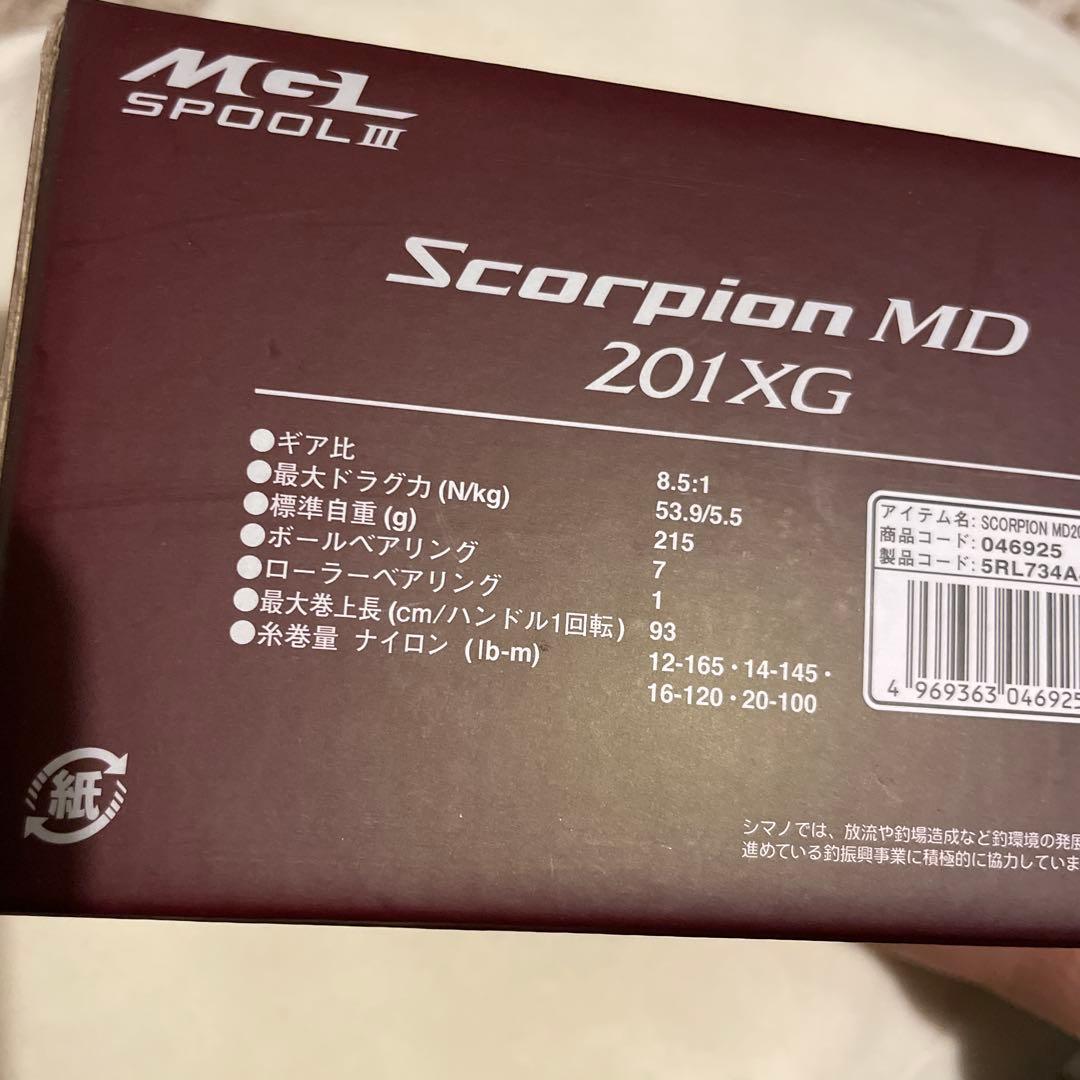 MGL
SPOOL III
Scorpion MD
201XG
●ギア比 8.5:1
●最大ドラグ力(N/kg) 53.9/5.5
●標準自重(g) 215
●ボールベアリング 7
●ローラーベアリング 1
●最大巻上長(cm/ハンドル1回転) 93
●糸巻量 ナイロン (lb-m) 12-165・14-145・
16-120・20-100
アイテム名: SCORPION MD20
商品コード: 046925
製品コード: 5RL734A
4 969363 046925
紙
シマノでは、放流や釣場造成など釣環境の発展
進めている釣振興事業に積極的に協力していま